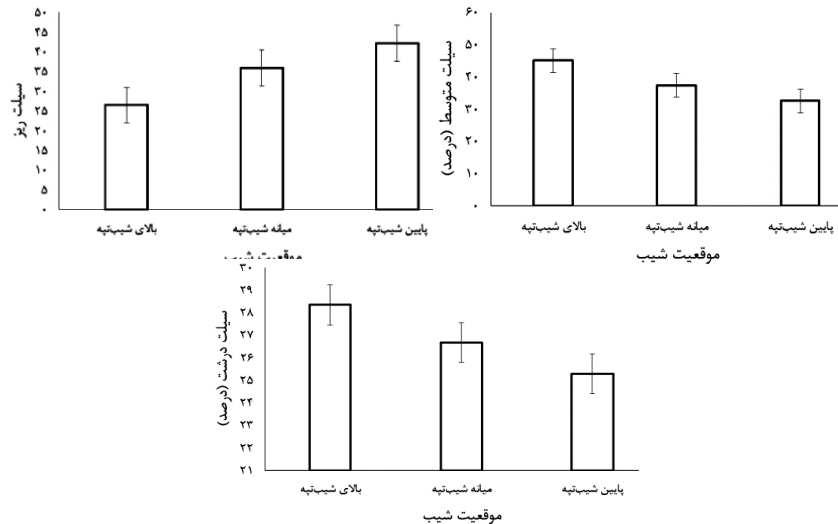 سیلت ریز
۵۰
۴۵
۴۰
۳۵
۳۰
۲۵
۲۰
۱۵
۱۰
۵
۰
بالای شیب‌تپه
میانه شیب‌تپه
پایین شیب‌تپه
موقعیت شیب
سیلت متوسط (درصد)
۶۰
۵۰
۴۰
۳۰
۲۰
۱۰
۰
بالای شیب‌تپه
میانه شیب‌تپه
پایین شیب‌تپه
موقعیت شیب
سیلت درشت (درصد)
۳۰
۲۹
۲۸
۲۷
۲۶
۲۵
۲۴
۲۳
۲۲
۲۱
بالای شیب‌تپه
میانه شیب‌تپه
پایین شیب‌تپه
موقعیت شیب